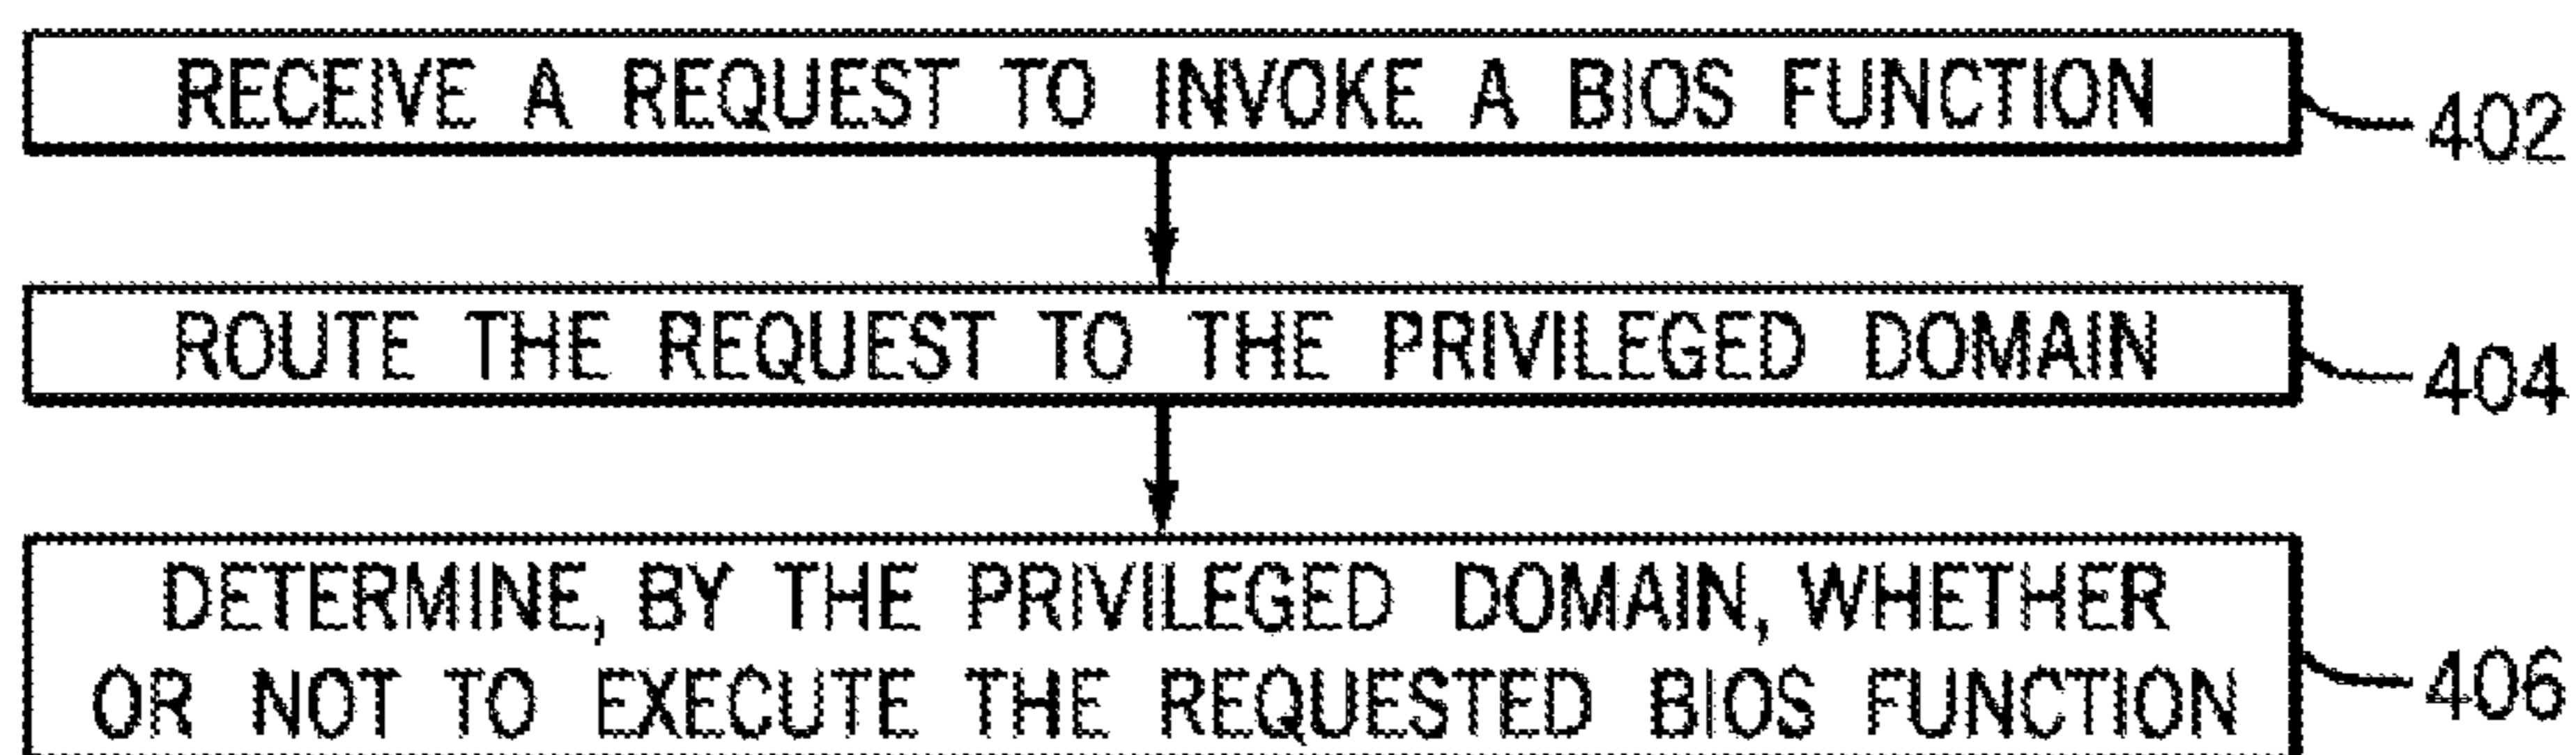 RECEIVE A REQUEST TO INVOKE A BIOS FUNCTION
402
ROUTE THE REQUEST TO THE PRIVILEGED DOMAIN
404
DETERMINE, BY THE PRIVILEGED DOMAIN, WHETHER
OR NOT TO EXECUTE THE REQUESTED BIOS FUNCTION
406